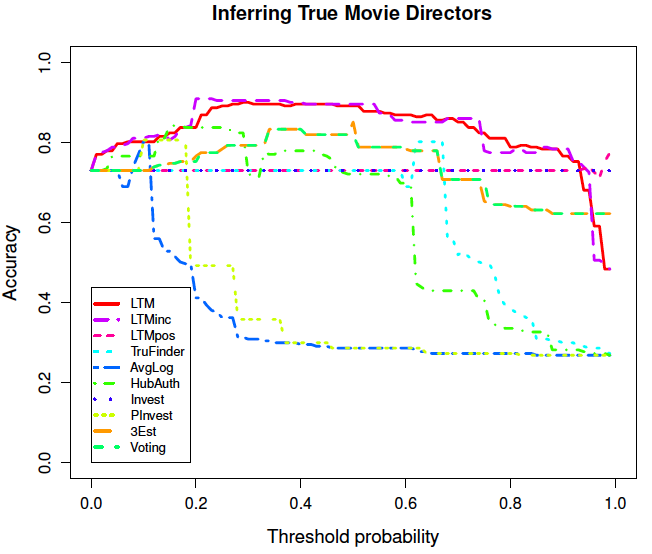 Inferring True Movie Directors
Accuracy
1.0
0.8
0.6
0.4
0.2
0.0
LTM
LTMinc
LTMpos
TruFinder
AvgLog
HubAuth
Invest
PInvest
3Est
Voting
0.0 0.2 0.4 0.6 0.8 1.0
Threshold probability